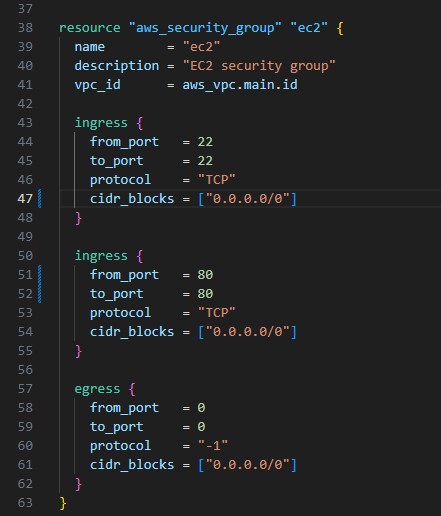 37
38 resource "aws_security_group" "ec2" {
39   name        = "ec2"
40   description = "EC2 security group"
41   vpc_id      = aws_vpc.main.id
42
43   ingress {
44     from_port   = 22
45     to_port     = 22
46     protocol    = "TCP"
47     cidr_blocks = ["0.0.0.0/0"]
48   }
49
50   ingress {
51     from_port   = 80
52     to_port     = 80
53     protocol    = "TCP"
54     cidr_blocks = ["0.0.0.0/0"]
55   }
56
57   egress {
58     from_port   = 0
59     to_port     = 0
60     protocol    = "-1"
61     cidr_blocks = ["0.0.0.0/0"]
62   }
63 }